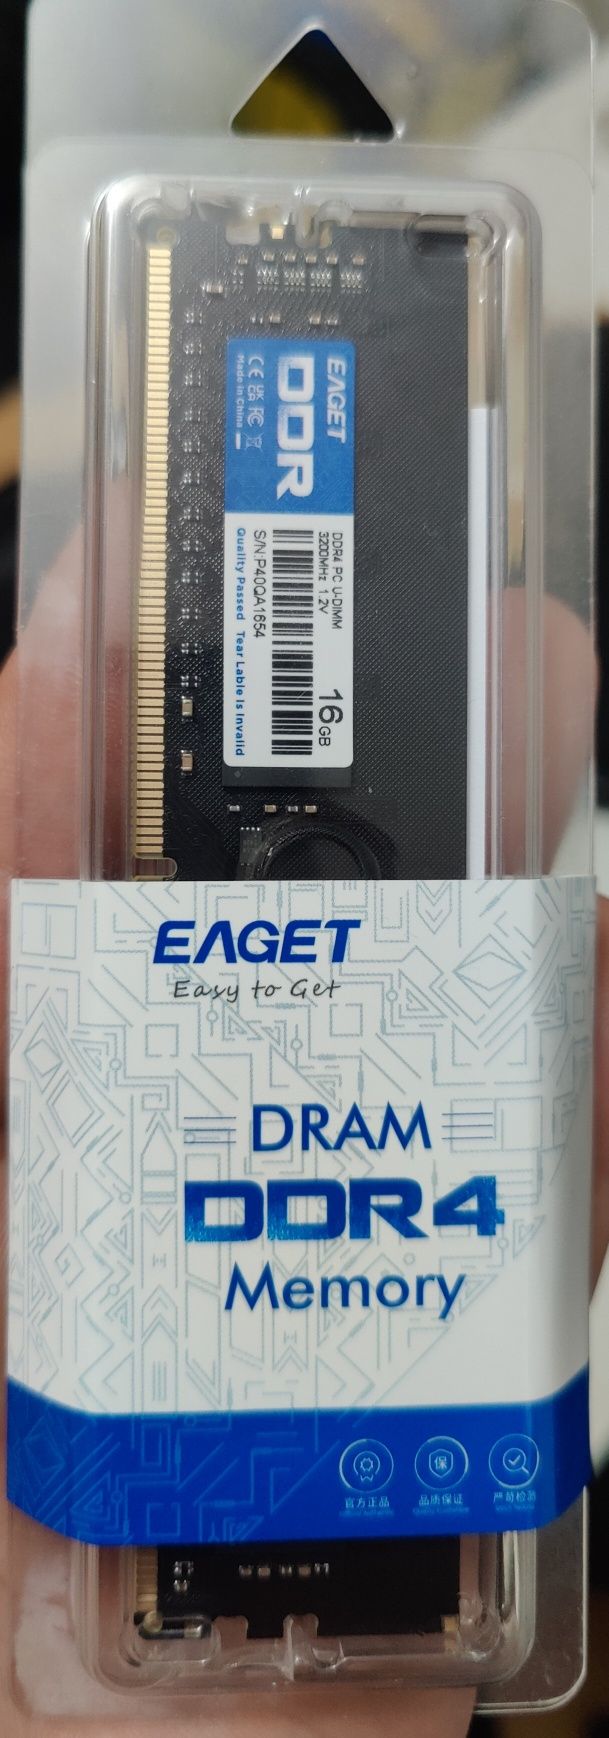 EAGET
DDR
CE UK CA FC
Made in China
DDR4 PC U-DIMM
3200MHz 1.2V
16GB
S/N:P40QA1654
Quality Passed Tear Lable Is Invalid
EAGET
Easy to Get
DRAM
DDR4
Memory
保
官方正品
品质保证
严苛检测